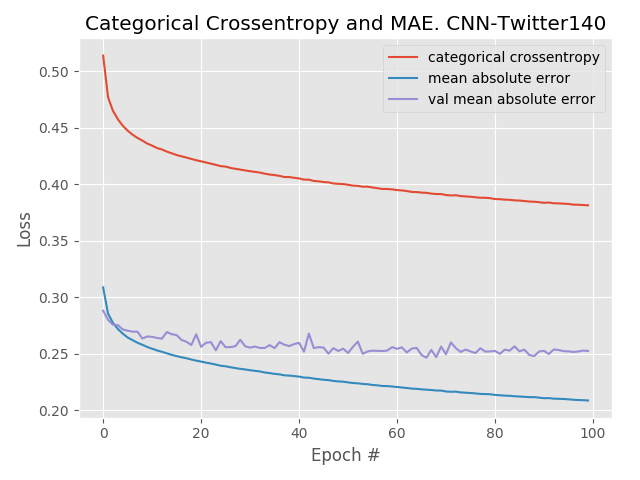 Categorical Crossentropy and MAE. CNN-Twitter140
categorical crossentropy
mean absolute error
val mean absolute error
Loss
0.50
0.45
0.40
0.35
0.30
0.25
0.20
0 20 40 60 80 100
Epoch #